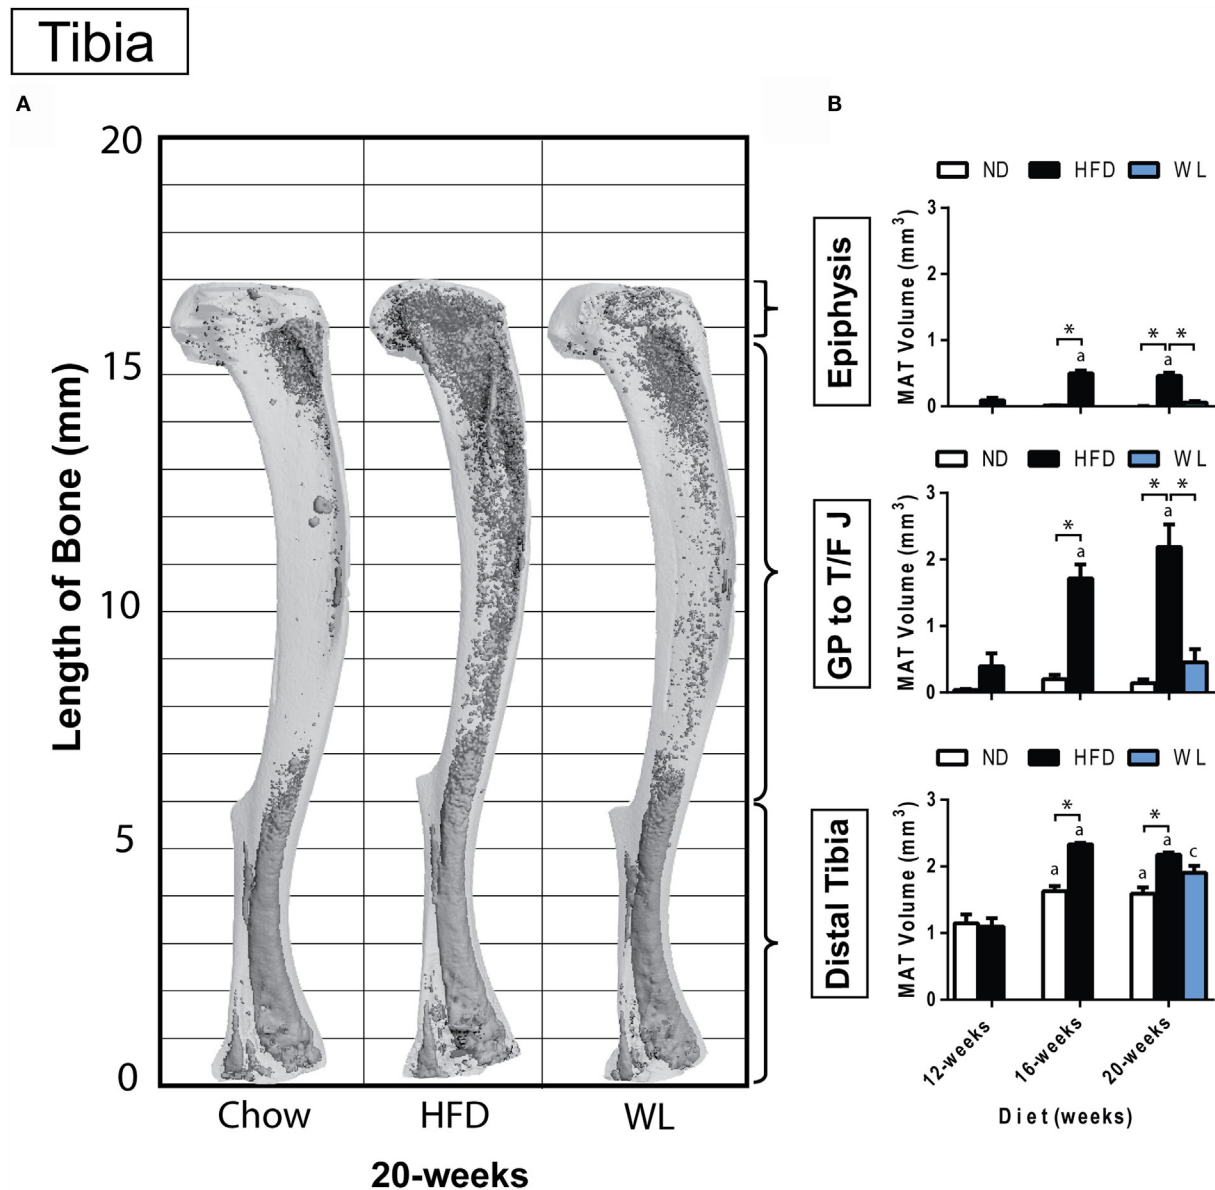 Tibia
A
20
15
10
5
0
Length of Bone (mm)
Chow HFD WL
20-weeks
B
ND HFD WL
Epiphysis
MAT Volume (mm³)
3
2
1
0
* * *
a a
ND HFD WL
GP to T/F J
MAT Volume (mm³)
3
2
1
0
* * *
a a
ND HFD WL
Distal Tibia
MAT Volume (mm³)
3
2
1
0
* *
a a a a c
12-weeks 16-weeks 20-weeks
Diet (weeks)